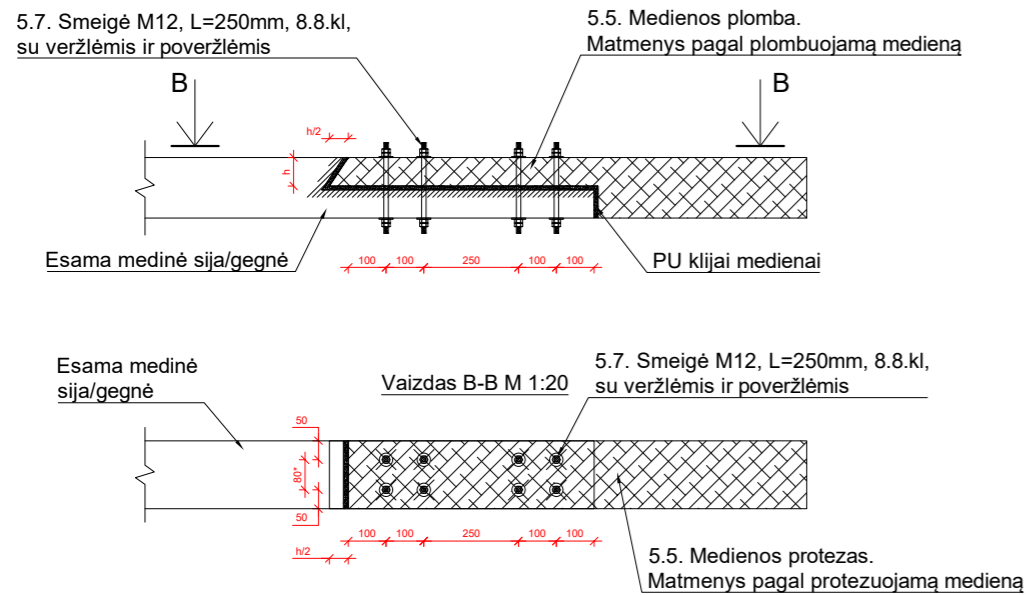 5.7. Smeigė M12, L=250mm, 8.8.kl,
su veržlėmis ir poveržlėmis
5.5. Medienos plomba.
Matmenys pagal plombuojamą medieną
B
B
h/2
h
Esama medinė sija/gegnė
100
100
250
100
100
PU klijai medienai
Esama medinė
sija/gegnė
Vaizdas B-B M 1:20
5.7. Smeigė M12, L=250mm, 8.8.kl,
su veržlėmis ir poveržlėmis
50
80*
50
h/2
100
100
250
100
100
5.5. Medienos protezas.
Matmenys pagal protezuojamą medieną